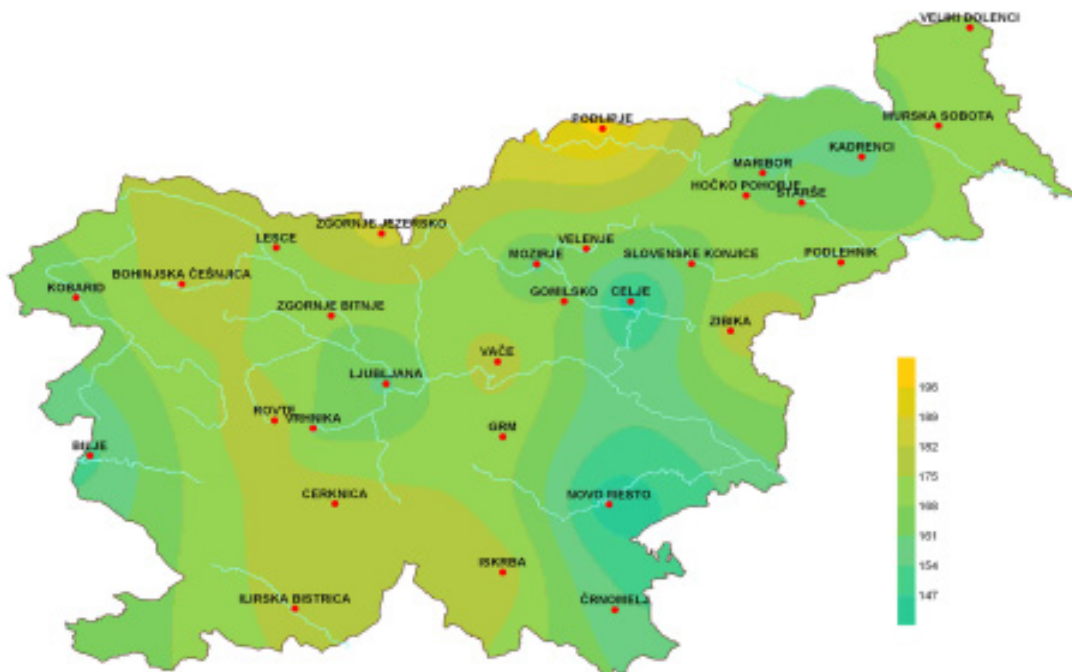 VELIKI DOLENCI
PODLIPJE
MURSKA SOBOTA
KADRENCI
MARIBOR
HOČKO POHORJE
STARŠE
ZGORNJE JEZERSKO
LESCE
VELENJE
MOZIRJE
SLOVENSKE KONJICE
PODLEHNIK
BOHINJSKA ČEŠNJICA
KOBARID
ZGORNJE BITNJE
GOMILSKO
CELJE
ZIBIKA
VAČE
LJUBLJANA
ROVTE
VRHNIKA
GRM
BILJE
CERKNICA
NOVO MESTO
ISKRBA
ILIRSKA BISTRICA
ČRNOMELJ
196
189
182
175
168
161
154
147